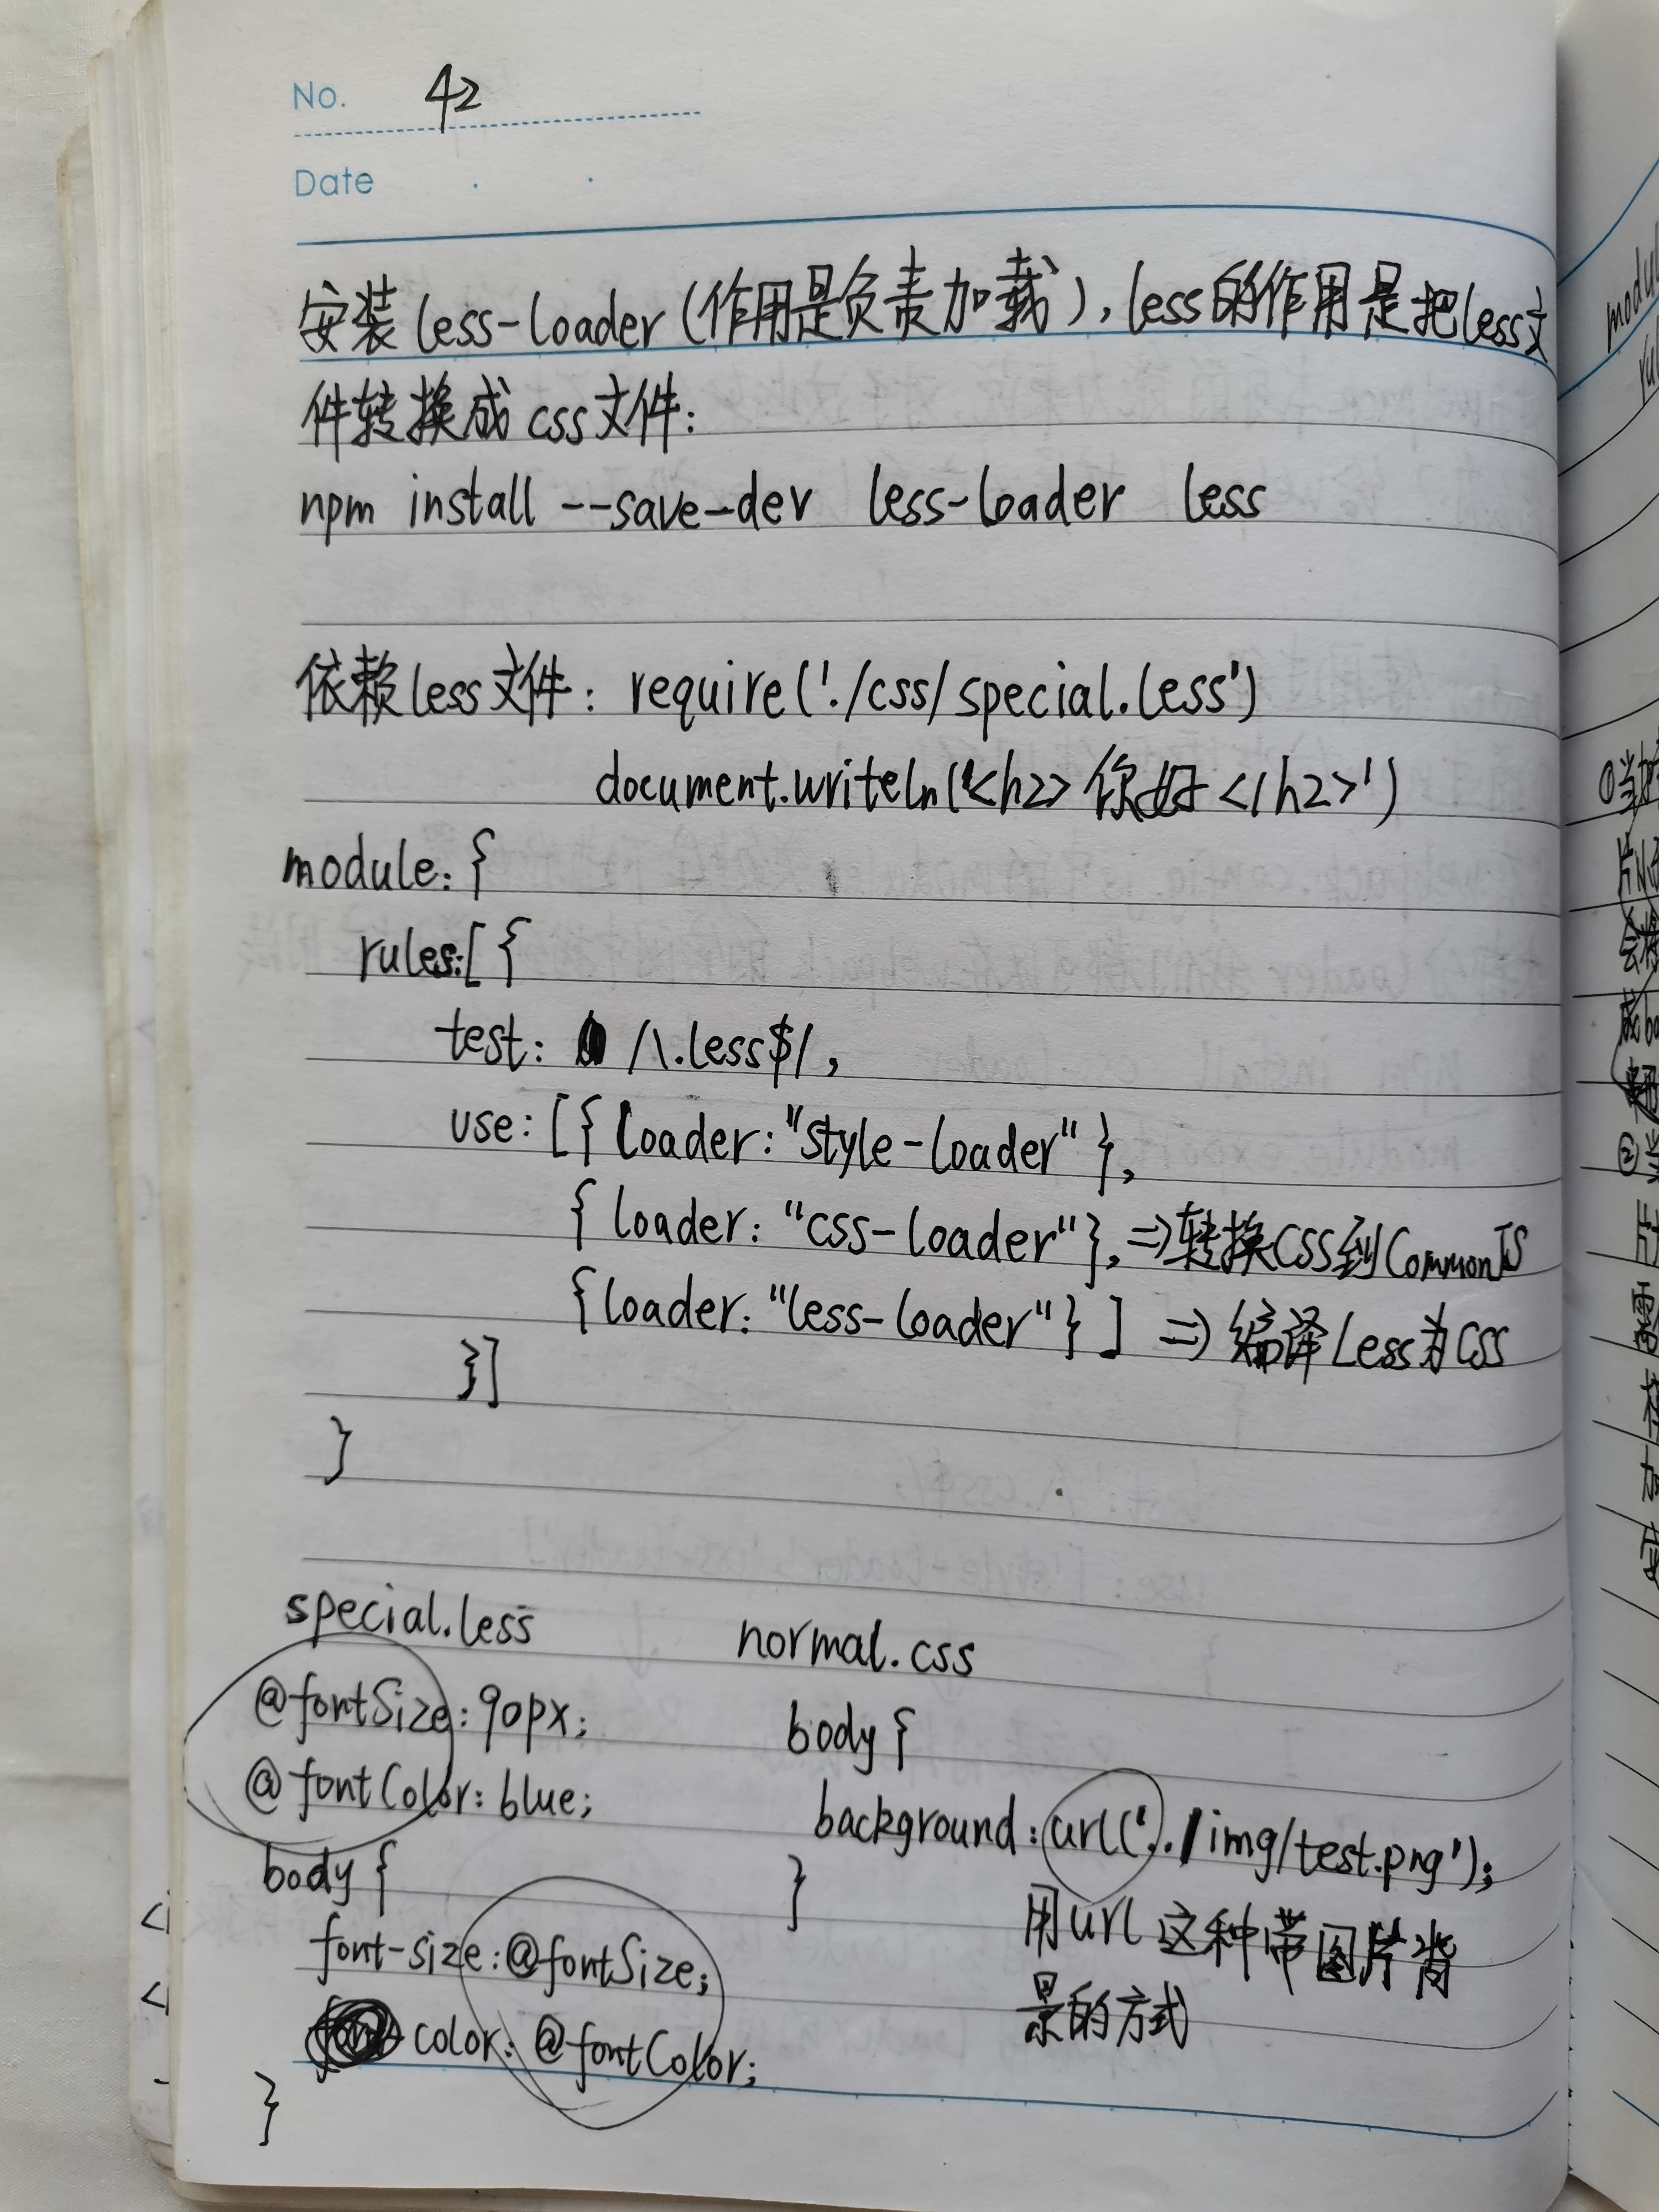 No. 42
Date
安装less-loader(作用是负责加载),less的作用是把less文
件转换成css文件:
npm install --save-dev less-loader less
依赖less文件: require('./css/special.less')
document.writeln('<h2>你好</h2>')
module: {
rules:[{
test: /\.less$/,
use: [{loader:"style-loader"},
{loader: "css-loader"}, => 转换CSS到CommonJS
{loader: "less-loader"}] => 编译Less为CSS
}]
}
special.less
@fontSize: 90px;
@fontColor: blue;
body {
font-size: @fontSize;
color: @fontColor;
}
normal.css
body {
background: url('../img/test.png');
}
用url这种带图片背
景的方式